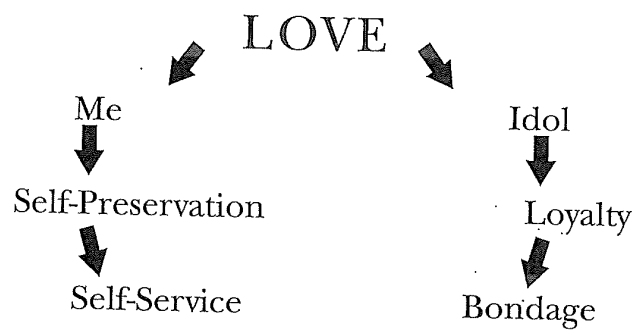 LOVE
Me
Idol
Self-Preservation
Loyalty
Self-Service
Bondage